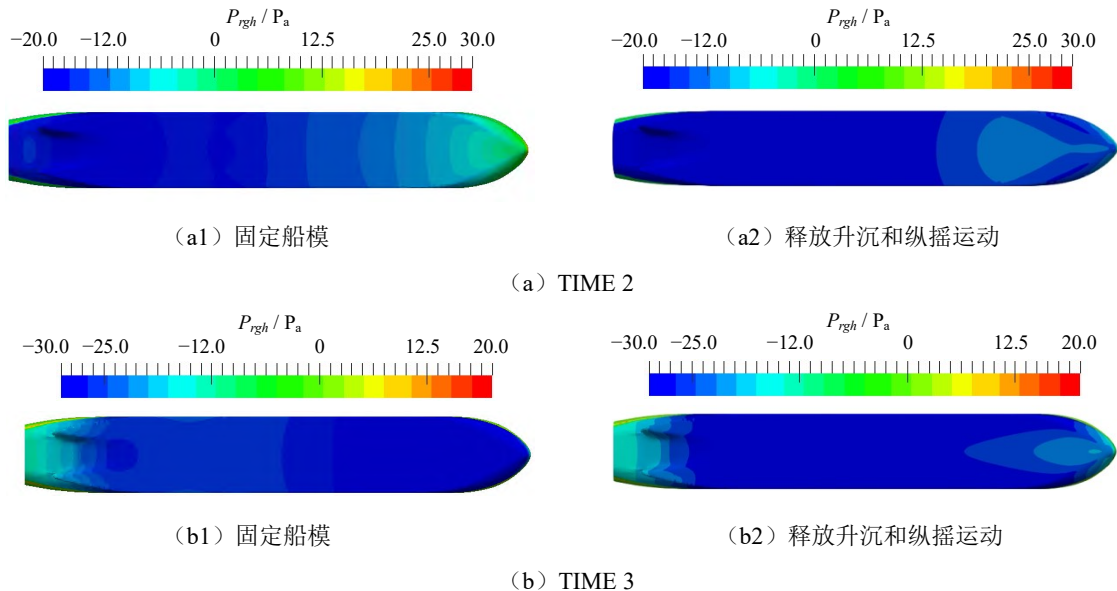 P_rgh / P_a
P_rgh / P_a
−20.0 −12.0 0 12.5 25.0 30.0
−20.0 −12.0 0 12.5 25.0 30.0
（a1）固定船模
（a2）释放升沉和纵摇运动
（a）TIME 2
P_rgh / P_a
P_rgh / P_a
−30.0 −25.0 −12.0 0 12.5 20.0
−30.0 −25.0 −12.0 0 12.5 20.0
（b1）固定船模
（b2）释放升沉和纵摇运动
（b）TIME 3